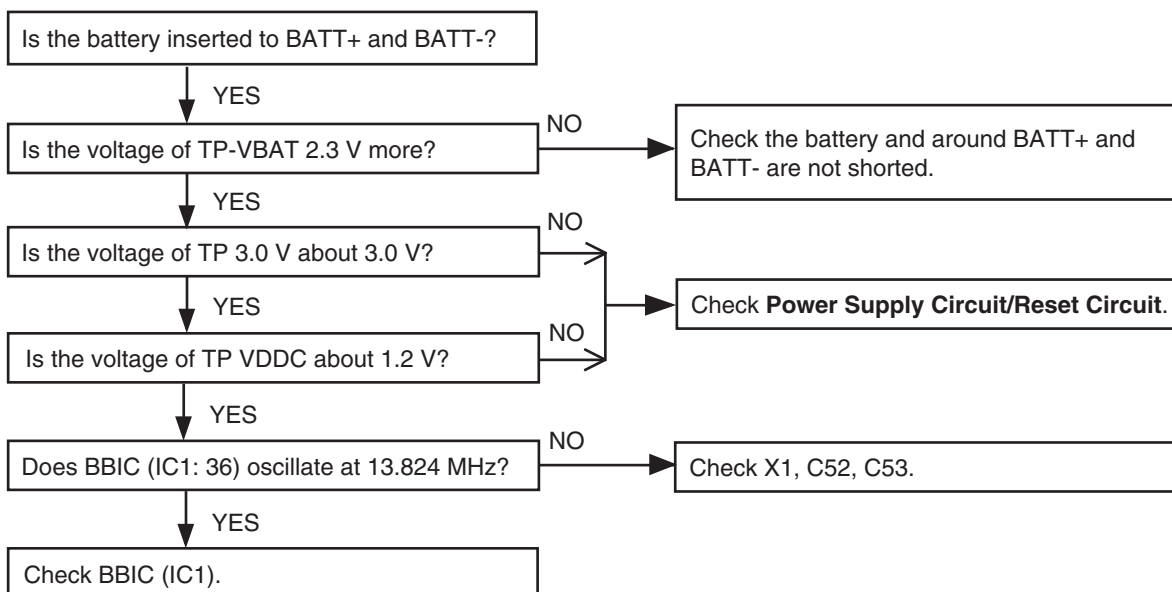 Is the battery inserted to BATT+ and BATT-?
YES
Is the voltage of TP-VBAT 2.3 V more?
NO
Check the battery and around BATT+ and
BATT- are not shorted.
YES
Is the voltage of TP 3.0 V about 3.0 V?
NO
YES
Check Power Supply Circuit/Reset Circuit.
Is the voltage of TP VDDC about 1.2 V?
NO
YES
Does BBIC (IC1: 36) oscillate at 13.824 MHz?
NO
Check X1, C52, C53.
YES
Check BBIC (IC1).